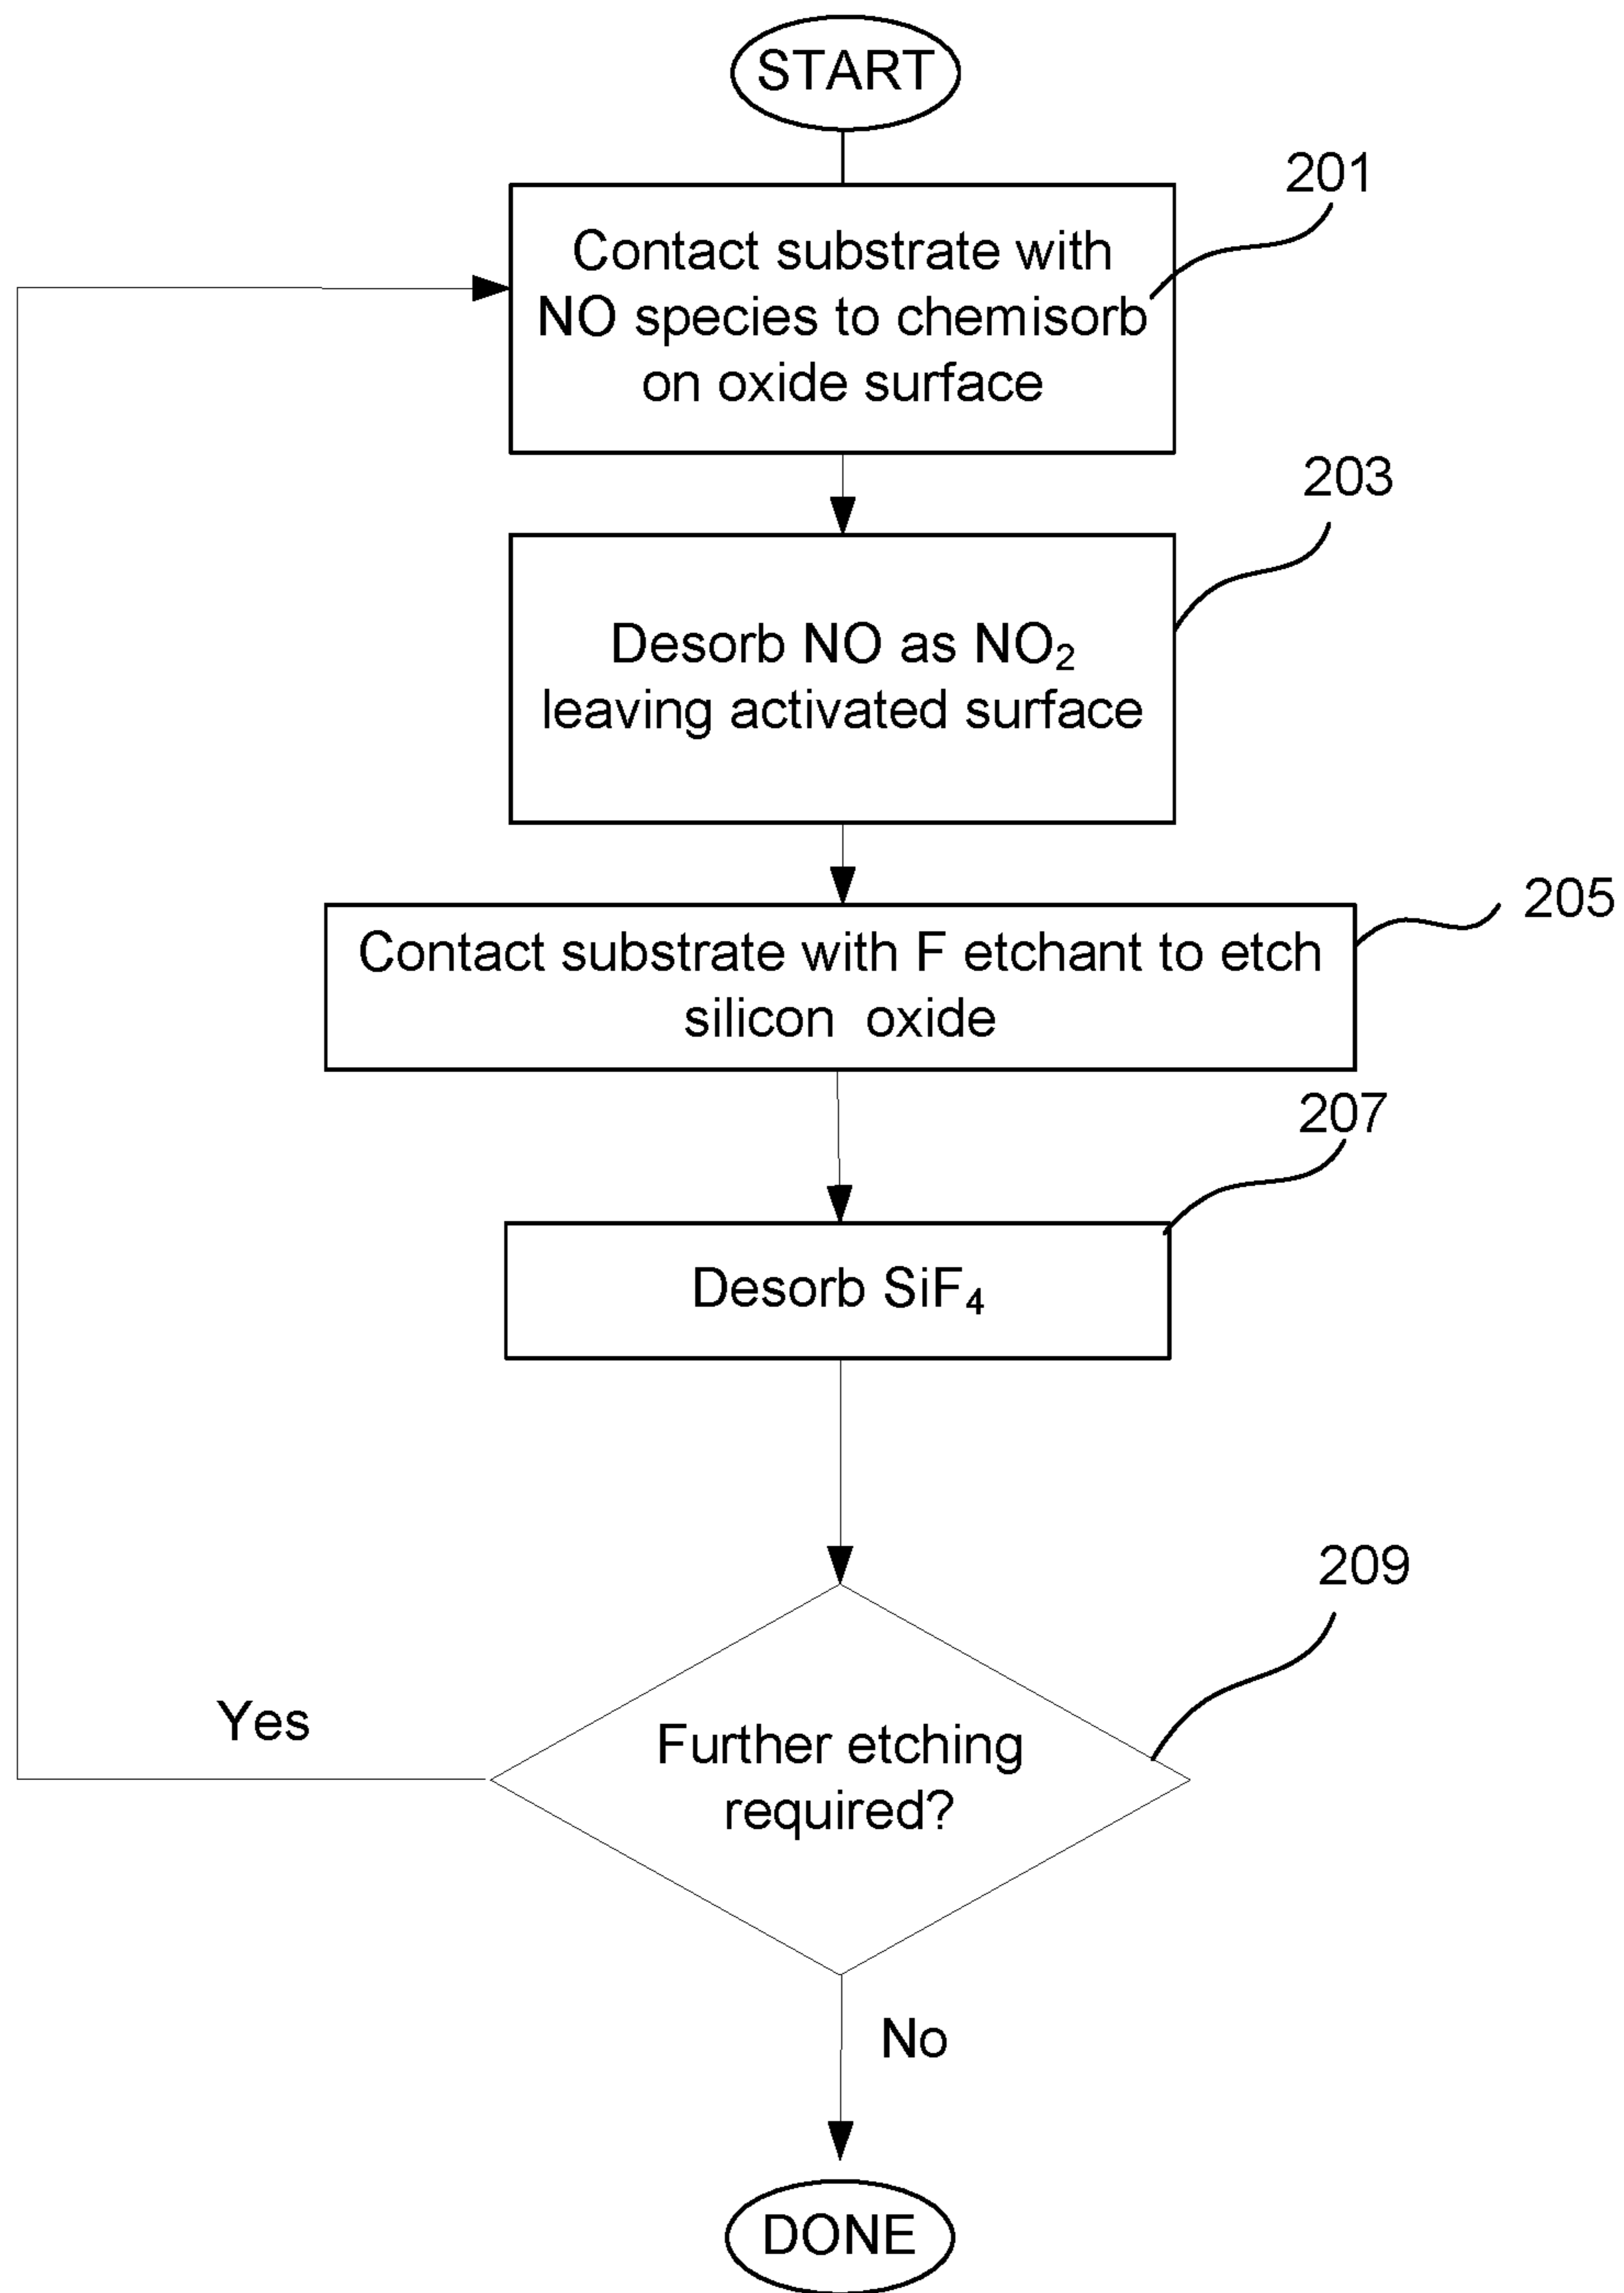 START
201
Contact substrate with
NO species to chemisorb
on oxide surface
203
Desorb NO as NO₂
leaving activated surface
205
Contact substrate with F etchant to etch
silicon oxide
207
Desorb SiF₄
209
Yes
Further etching
required?
No
DONE